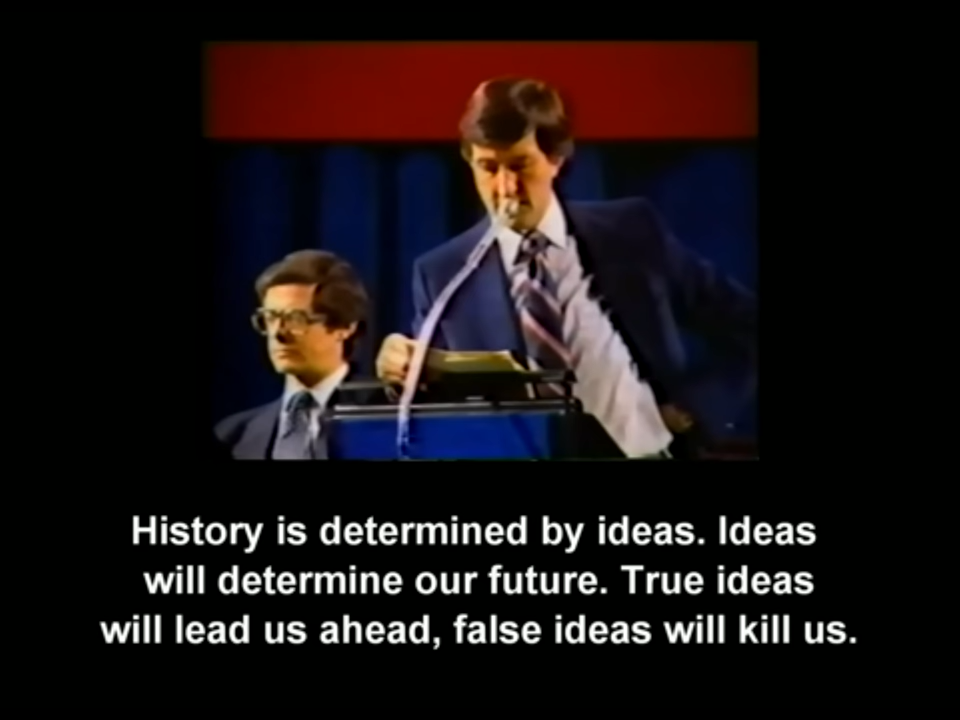 History is determined by ideas. Ideas
will determine our future. True ideas
will lead us ahead, false ideas will kill us.